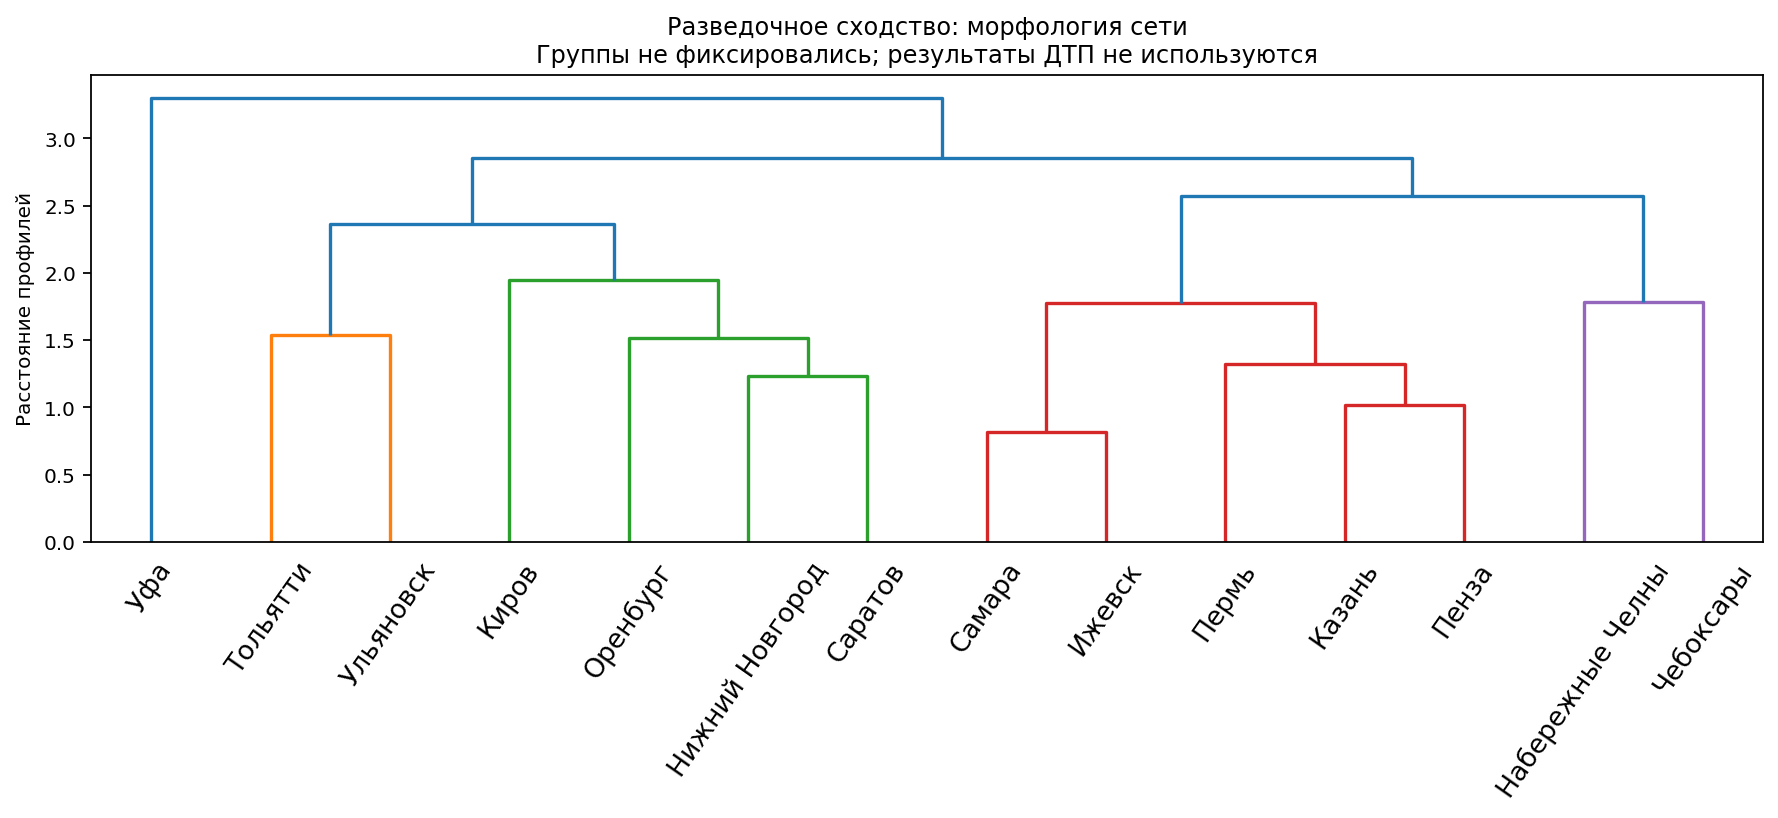 Разведочное сходство: морфология сети
Группы не фиксировались; результаты ДТП не используются
Расстояние профилей
3.0
2.5
2.0
1.5
1.0
0.5
0.0
Уфа
Тольятти
Ульяновск
Киров
Оренбург
Нижний Новгород
Саратов
Самара
Ижевск
Пермь
Казань
Пенза
Набережные Челны
Чебоксары